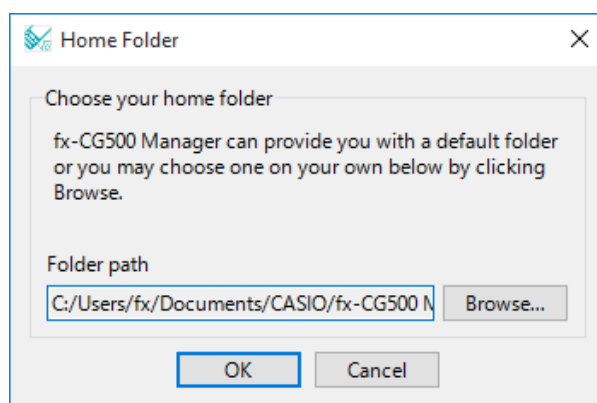 Home Folder
Choose your home folder
fx-CG500 Manager can provide you with a default folder
or you may choose one on your own below by clicking
Browse.
Folder path
C:/Users/fx/Documents/CASIO/fx-CG500 M
Browse...
OK
Cancel